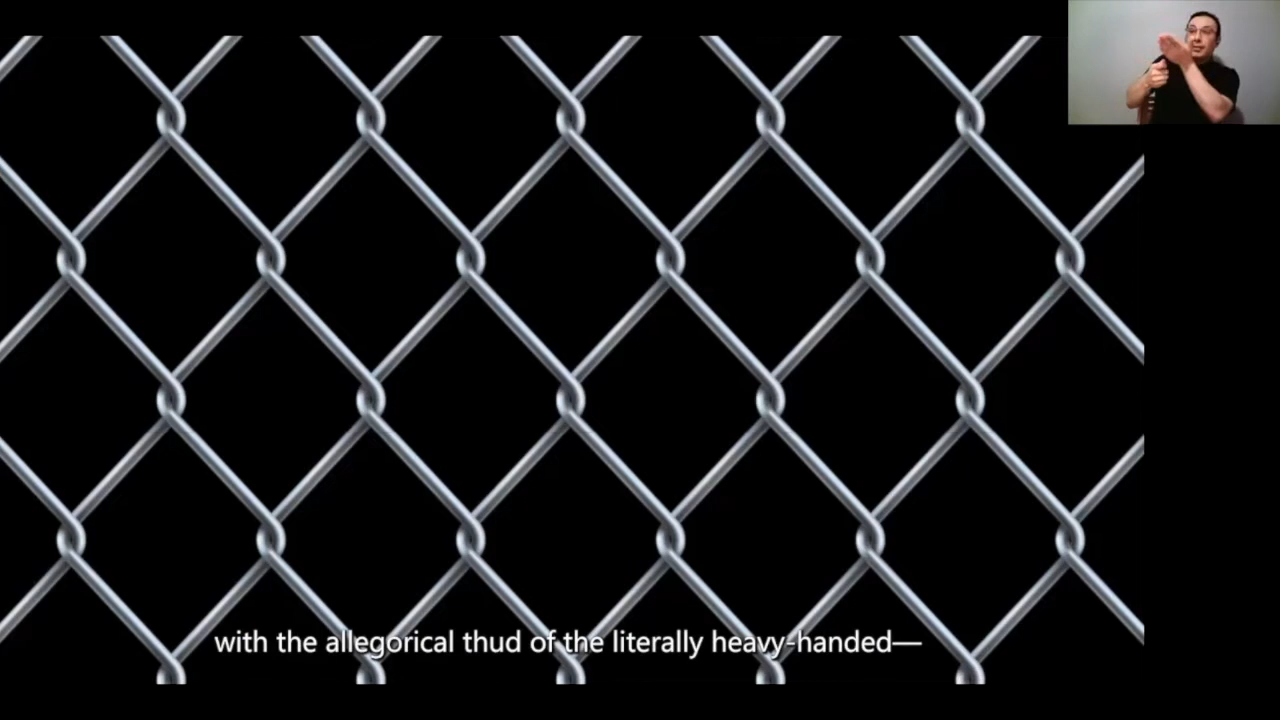 with the allegorical thud of the literally heavy-handed—